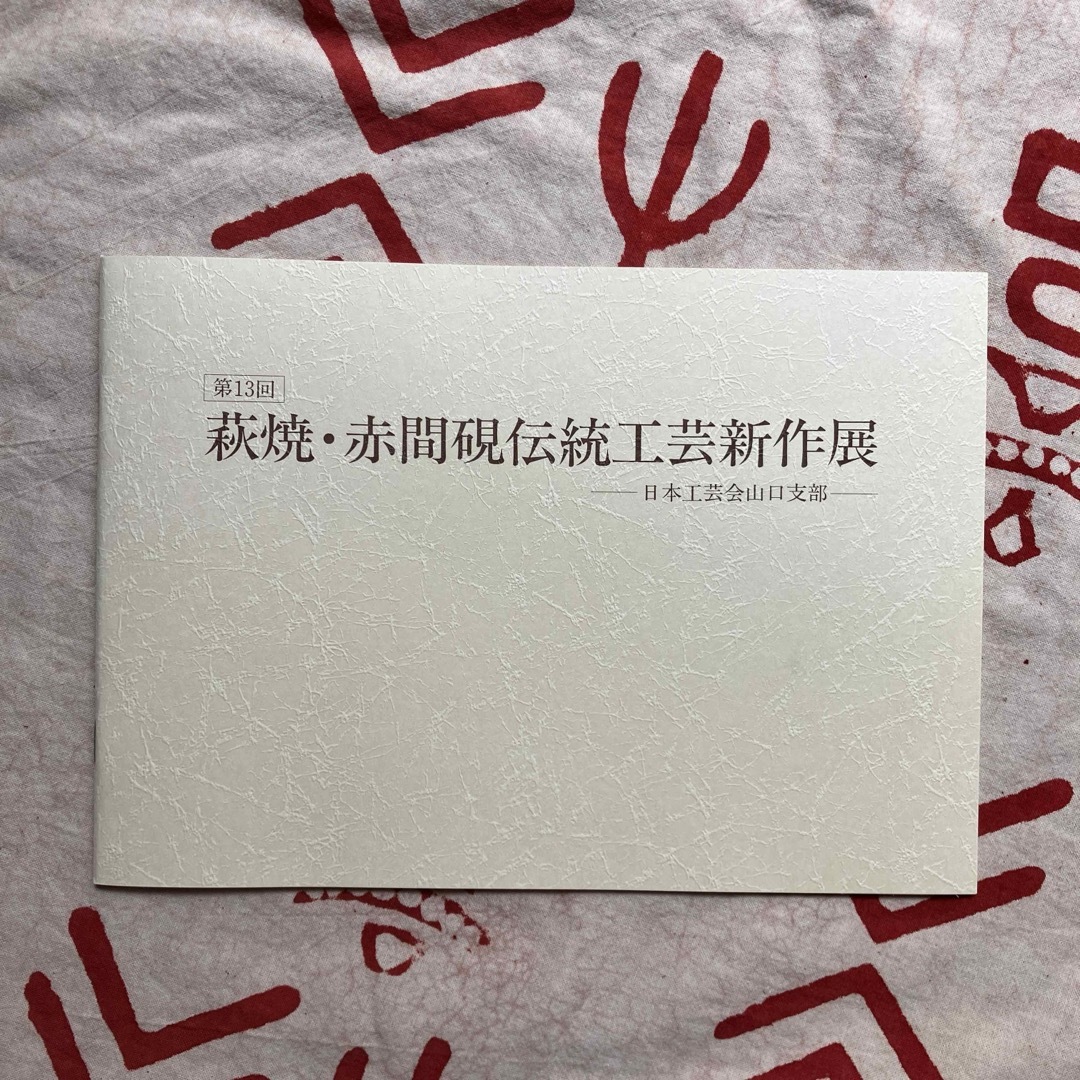 第13回
萩焼・赤間硯伝統工芸新作展
―― 日本工芸会山口支部 ――